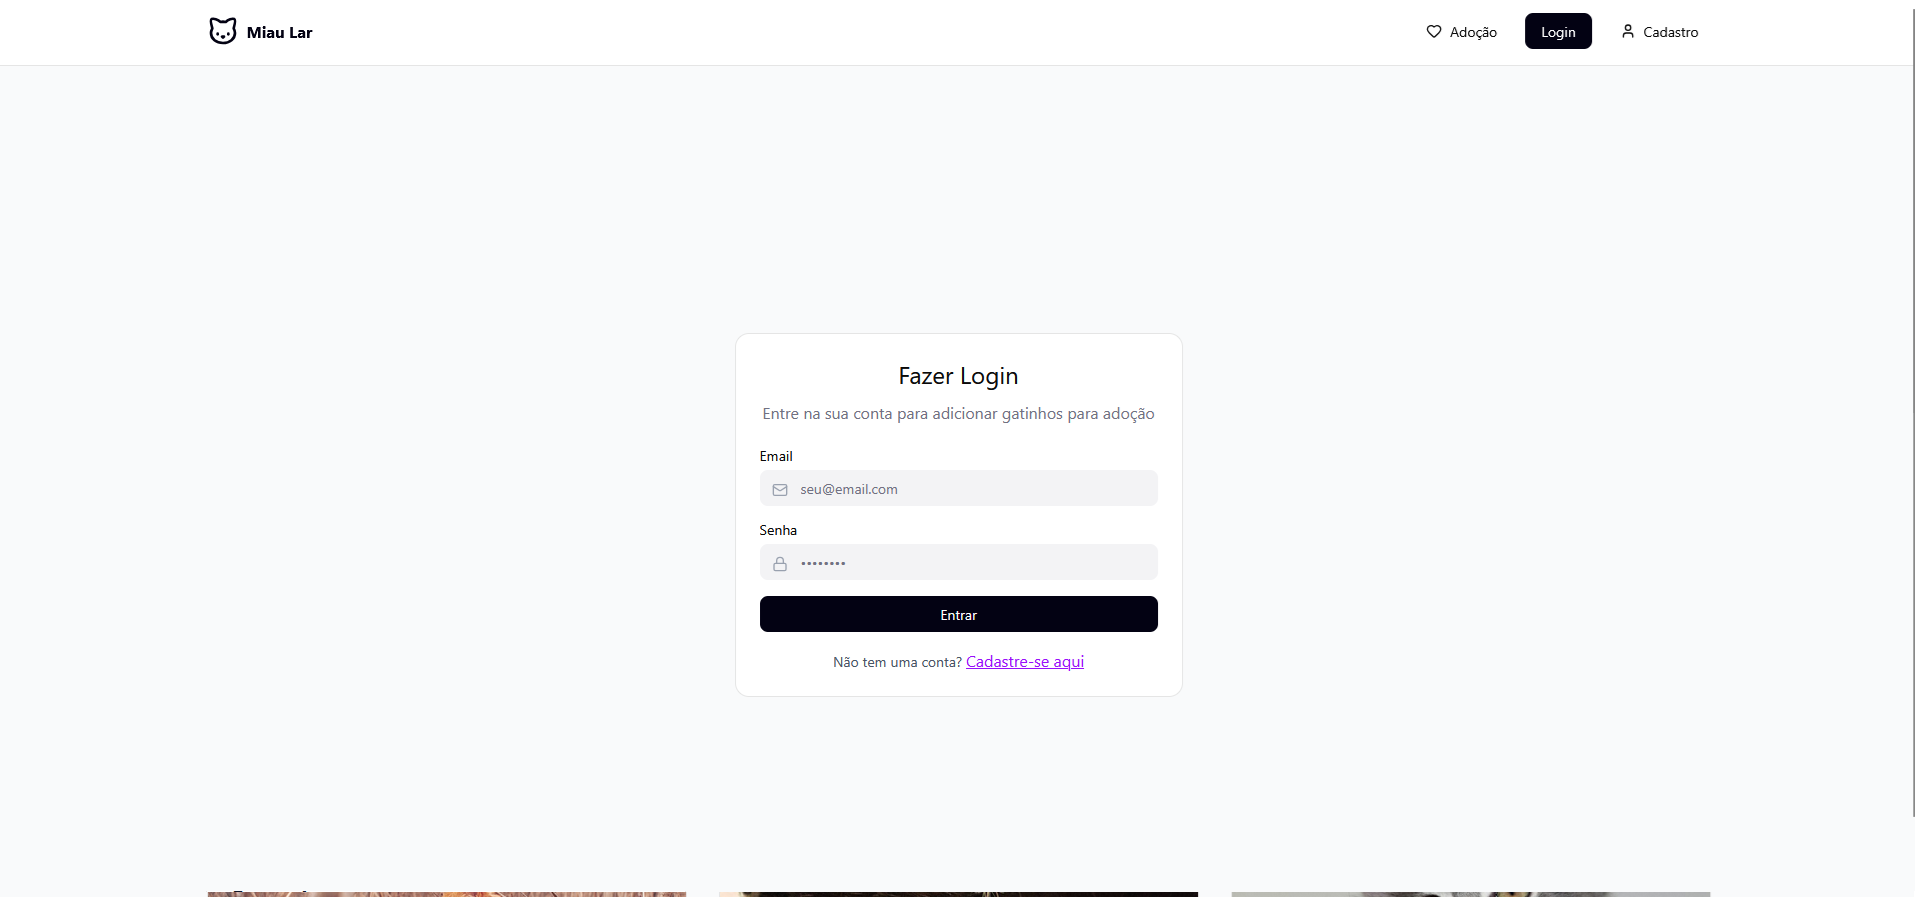 Miau Lar
Adoção
Login
Cadastro
Fazer Login
Entre na sua conta para adicionar gatinhos para adoção
Email
seu@email.com
Senha
••••••••
Entrar
Não tem uma conta? Cadastre-se aqui